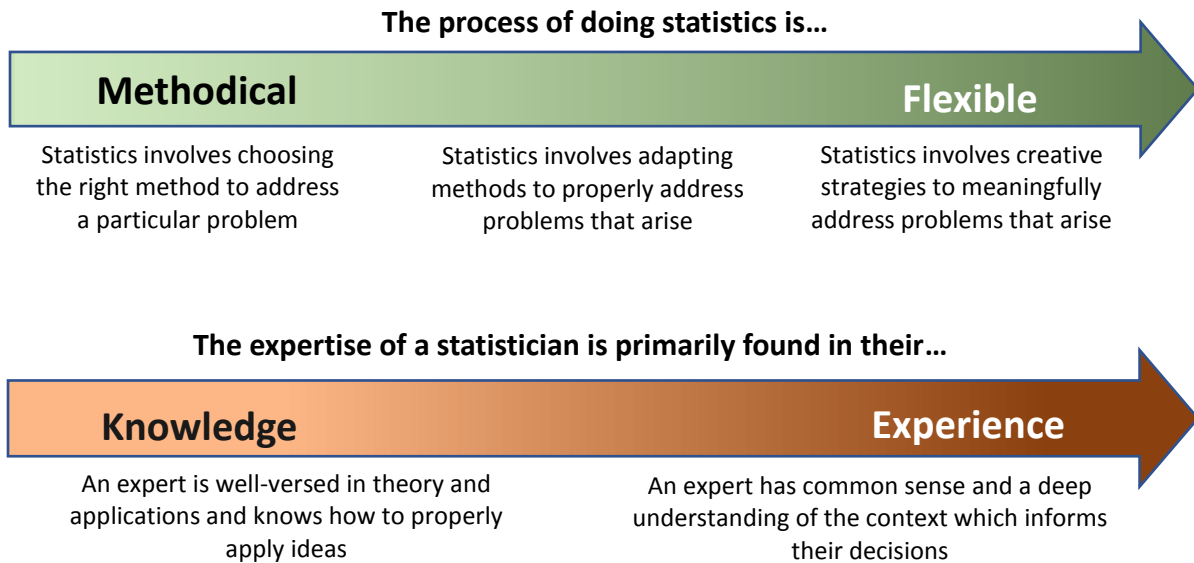 The process of doing statistics is…
Methodical
Flexible
Statistics involves choosing
the right method to address
a particular problem
Statistics involves adapting
methods to properly address
problems that arise
Statistics involves creative
strategies to meaningfully
address problems that arise
The expertise of a statistician is primarily found in their…
Knowledge
Experience
An expert is well-versed in theory and
applications and knows how to properly
apply ideas
An expert has common sense and a deep
understanding of the context which informs
their decisions